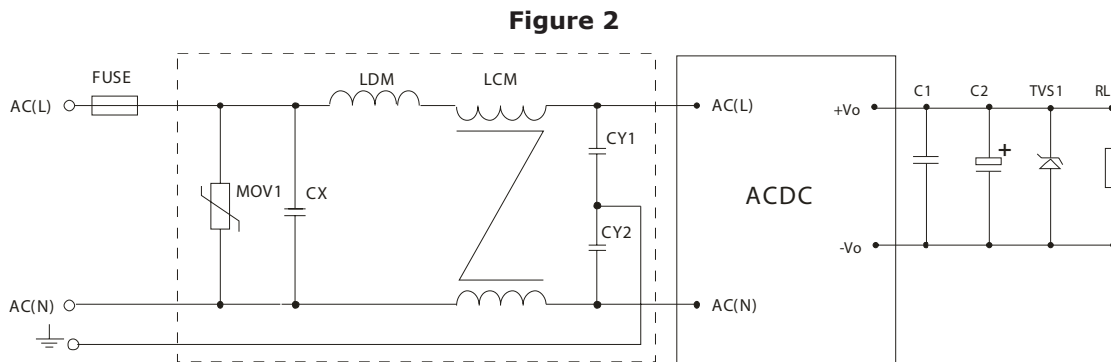 Figure 2
FUSE
LDM
LCM
AC(L)
AC(L)
+Vo
C1
C2
TVS1
RL
CY1
+
MOV1
CX
ACDC
CY2
-Vo
AC(N)
AC(N)